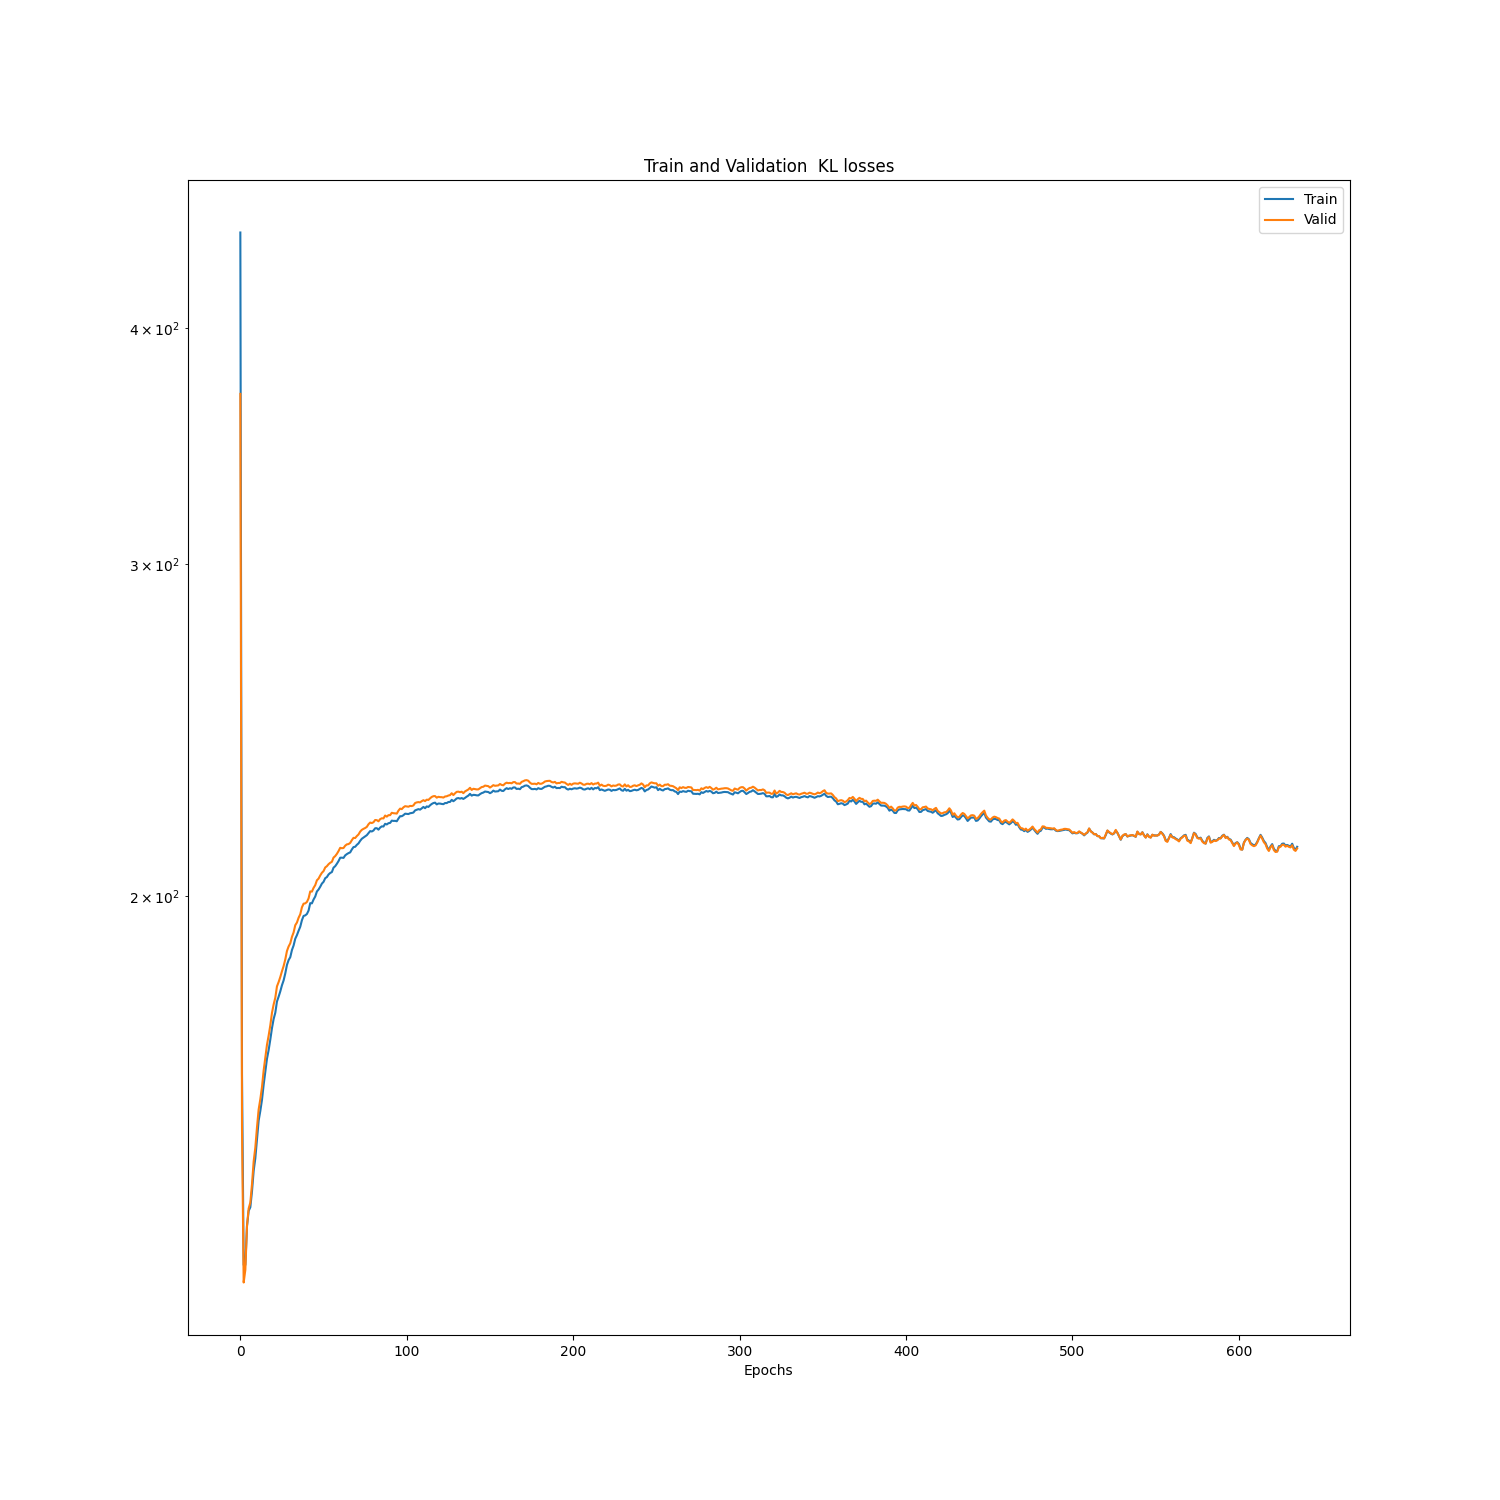 Train and Validation  KL losses
Train
Valid
4 × 10²
3 × 10²
2 × 10²
0 100 200 300 400 500 600
Epochs